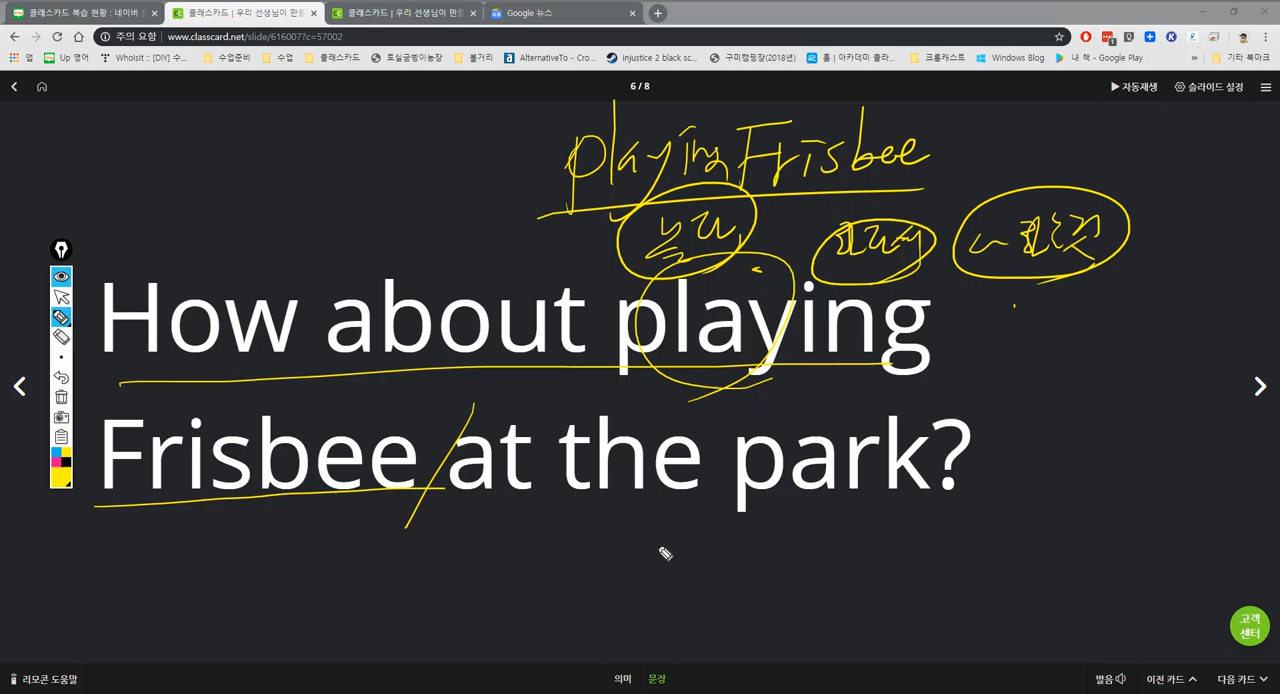 클래스카드 복습 현황 : 네이버
클래스카드 | 우리 선생님이 만들
클래스카드 | 우리 선생님이 만들
Google 뉴스
주의 요함 www.classcard.net/slide/616007?c=57002
앱 Up 영어 WhoIsIt :: [DIY] 수... 수업준비 수업 클래스카드 토실굼벵이농장 볼거리 AlternativeTo - Cro... injustice 2 black sc... 구미캠핑장(2018년) 홈 | 아카데미 클라... 크롬캐스트 Windows Blog 내 책 - Google Play » 기타 북마크
6 / 8
자동재생 슬라이드 설정
playing Frisbee
How about playing
Frisbee at the park?
고객
센터
리모콘 도움말 의미 문장 발음 이전 카드 다음 카드